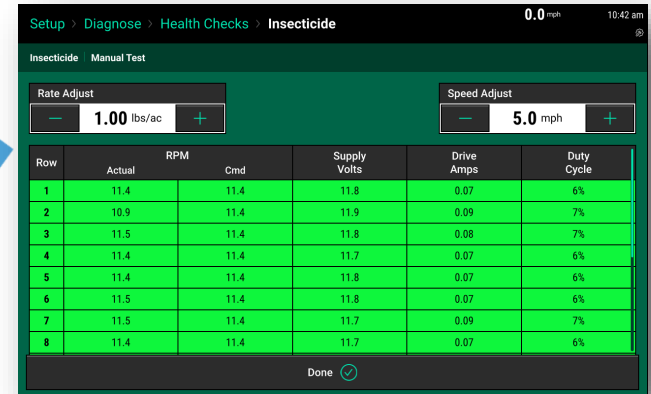 Setup > Diagnose > Health Checks > Insecticide 0.0 mph 10:42 am
Insecticide | Manual Test
Rate Adjust Speed Adjust
− 1.00 lbs/ac + − 5.0 mph +
Row RPM Supply Volts Drive Amps Duty Cycle
Actual Cmd
1 11.4 11.4 11.8 0.07 6%
2 10.9 11.4 11.9 0.09 7%
3 11.5 11.4 11.8 0.08 7%
4 11.4 11.4 11.7 0.07 6%
5 11.4 11.4 11.8 0.07 6%
6 11.5 11.4 11.8 0.07 6%
7 11.5 11.4 11.7 0.09 7%
8 11.4 11.4 11.7 0.07 6%
Done